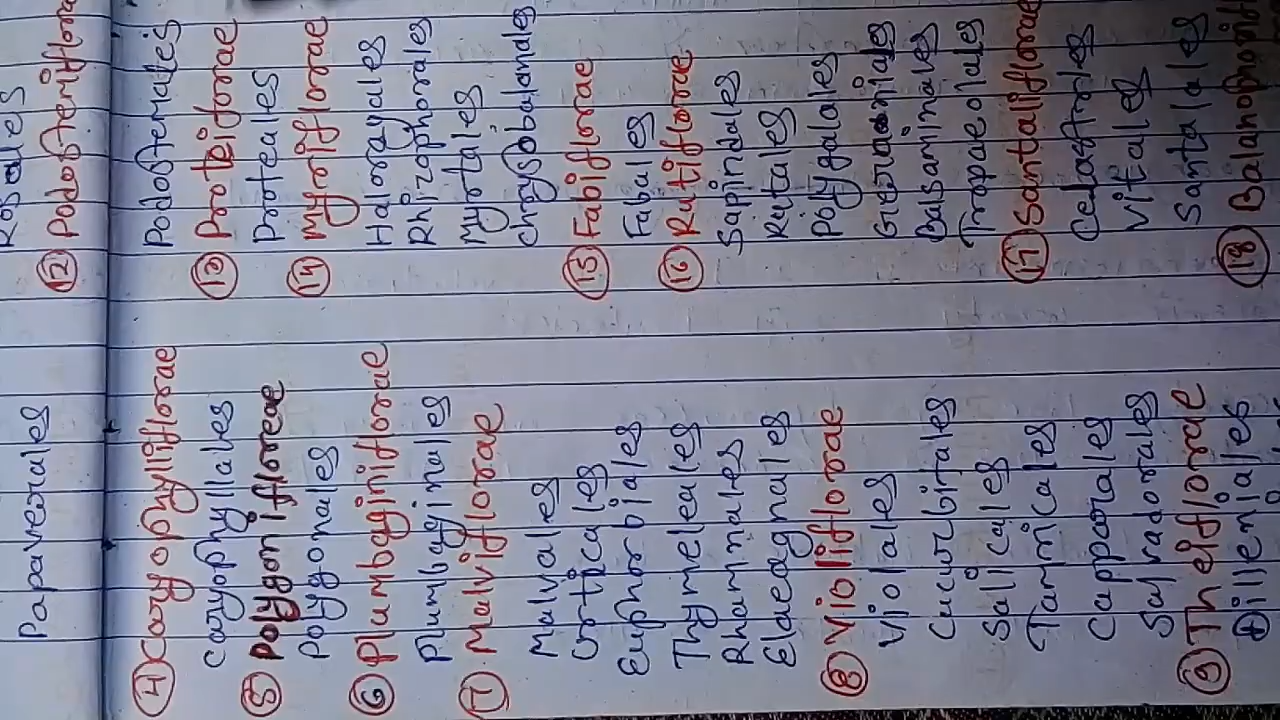 Papaverales
④ Caryophylliflorae
Caryophyllales
⑤ Polygonifloreae
Polygonales
⑥ Plumbaginiflorae
Plumbaginales
⑦ Malviflorae
Malvales
Urticales
Euphorbiales
Thymeleales
Rhamnales
Elaeagnales
⑧ Violiflorae
Violales
Cucurbitales
Salicales
Tamricales
Capparales
Salvadorales
⑨ Theiflorae
Dilleniales
Rosales
⑫ Podostemiflorae
Podostemales
⑬ Proteiflorae
Proteales
⑭ Myrtiflorae
Haloragales
Rhizophorales
Myrtales
Chrysobalanales
⑮ Fabiflorae
Fabales
⑯ Rutiflorae
Sapindales
Rutales
Polygalales
Geraniales
Balsaminales
Tropaeolales
⑰ Santaliflorae
Celastrales
Vitales
Santalales
⑱